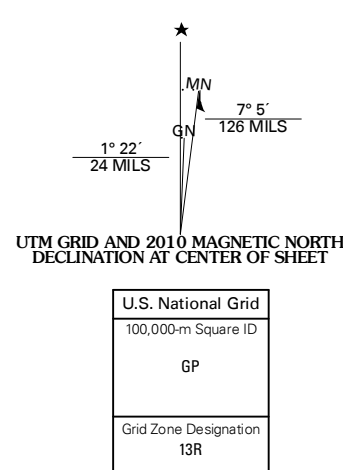 MN
7° 5´
126 MILS
GN
1° 22´
24 MILS
UTM GRID AND 2010 MAGNETIC NORTH
DECLINATION AT CENTER OF SHEET
U.S. National Grid
100,000-m Square ID
GP
Grid Zone Designation
13R